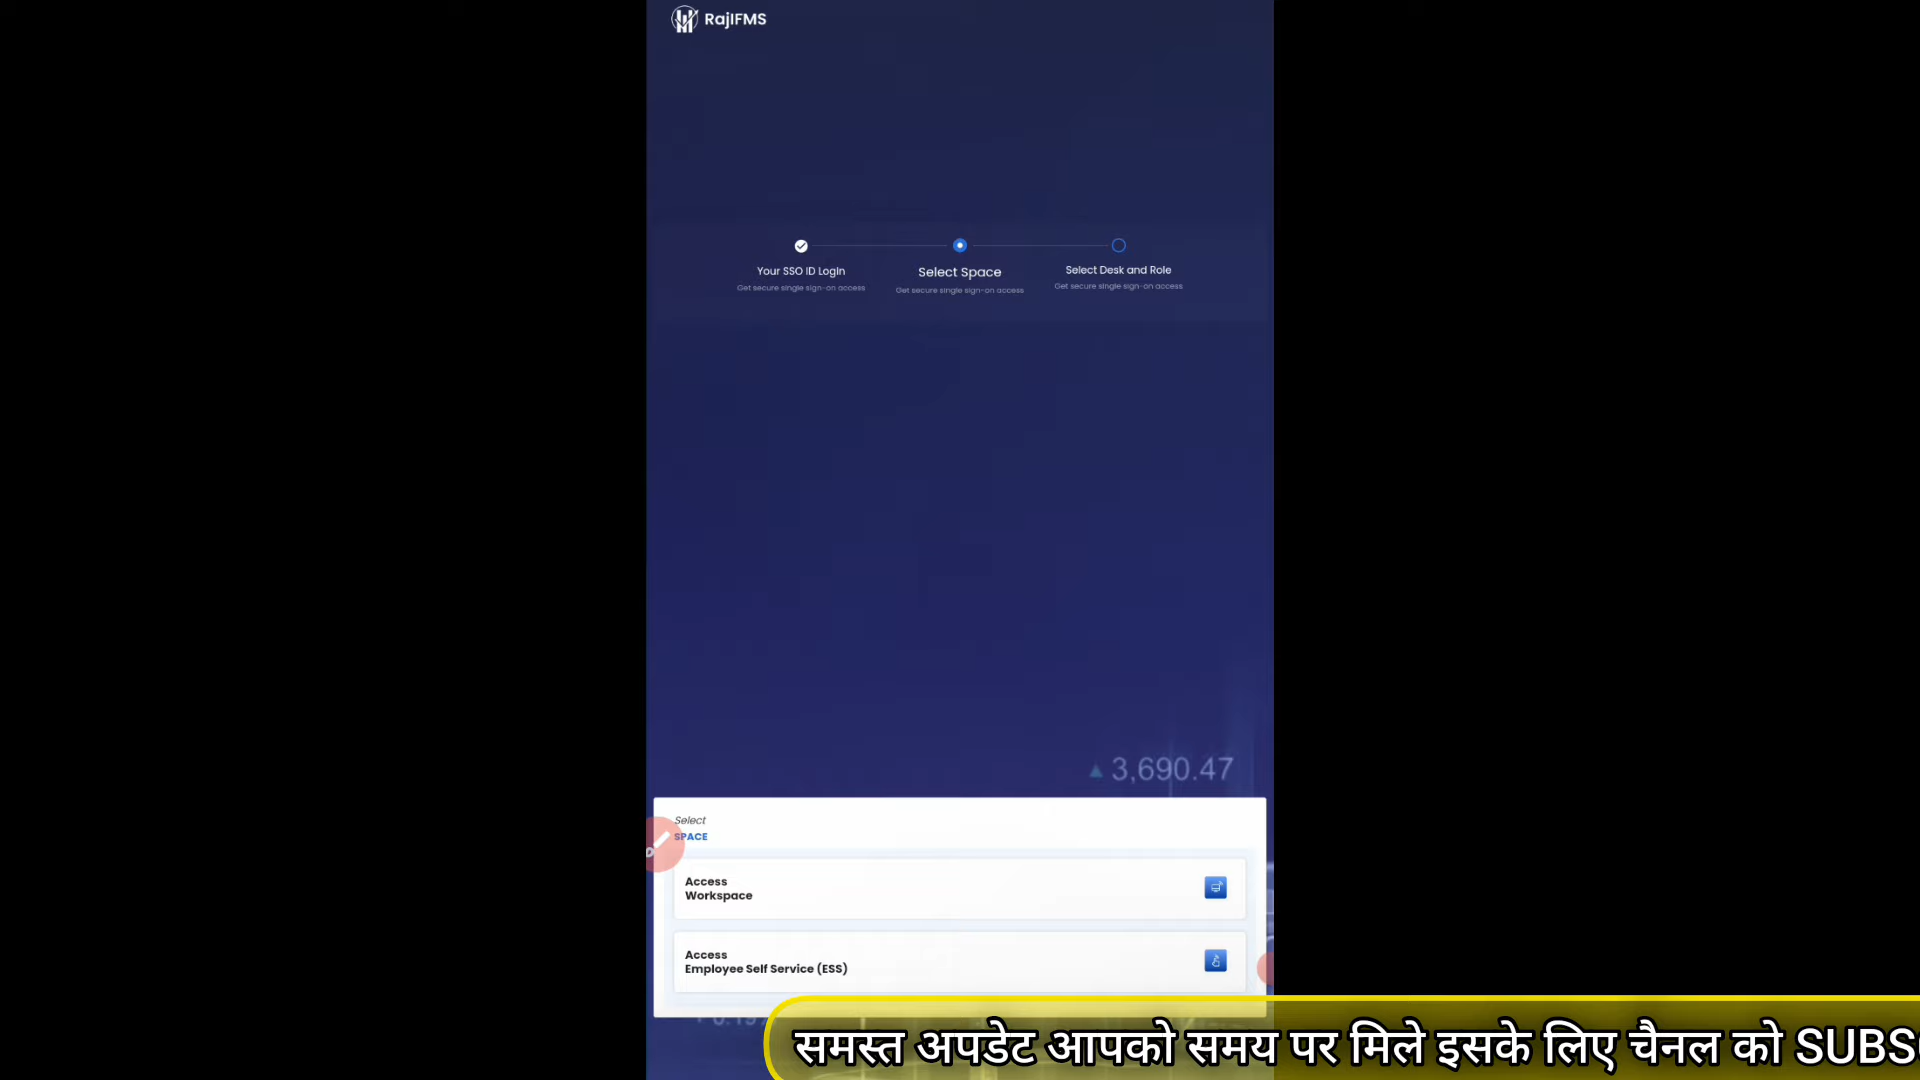 RajIFMS
Your SSO ID Login
Get secure single sign-on access
Select Space
Get secure single sign-on access
Select Desk and Role
Get secure single sign-on access
3,690.47
Select
SPACE
Access
Workspace
Access
Employee Self Service (ESS)
समस्त अपडेट आपको समय पर मिले इसके लिए चैनल को SUBS